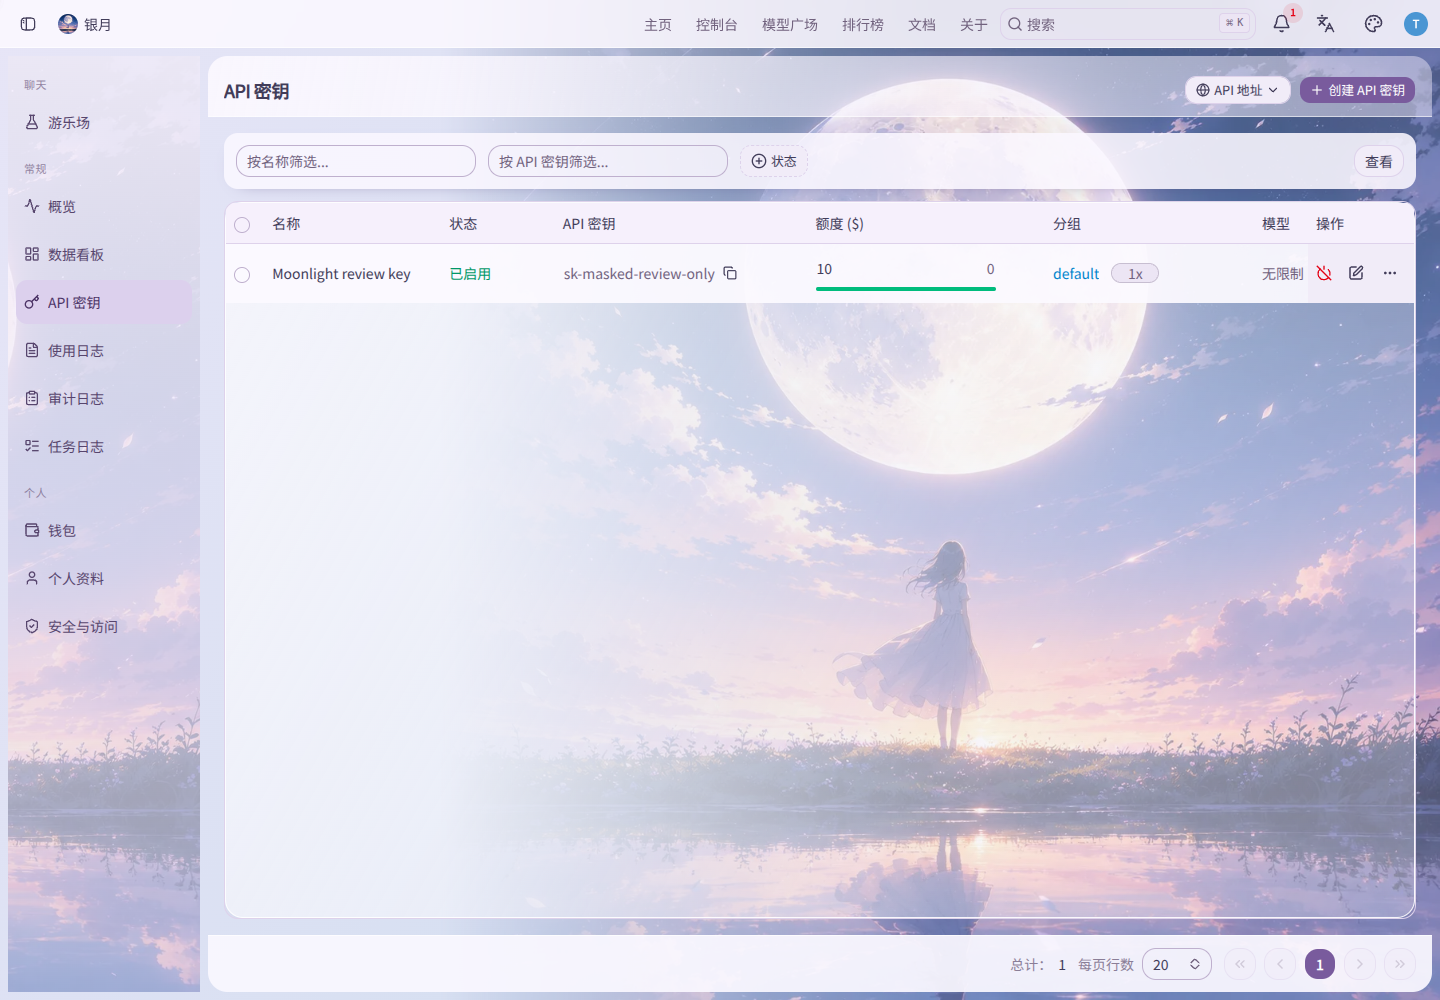 银月
主页 控制台 模型广场 排行榜 文档 关于 搜索 ⌘ K 1 T
聊天
游乐场
常规
概览
数据看板
API 密钥
使用日志
审计日志
任务日志
个人
钱包
个人资料
安全与访问
API 密钥
API 地址 创建 API 密钥
按名称筛选... 按 API 密钥筛选... 状态 查看
名称 状态 API 密钥 额度 ($) 分组 模型 操作
Moonlight review key 已启用 sk-masked-review-only 10 0 default 1x 无限制
总计： 1 每页行数 20 1